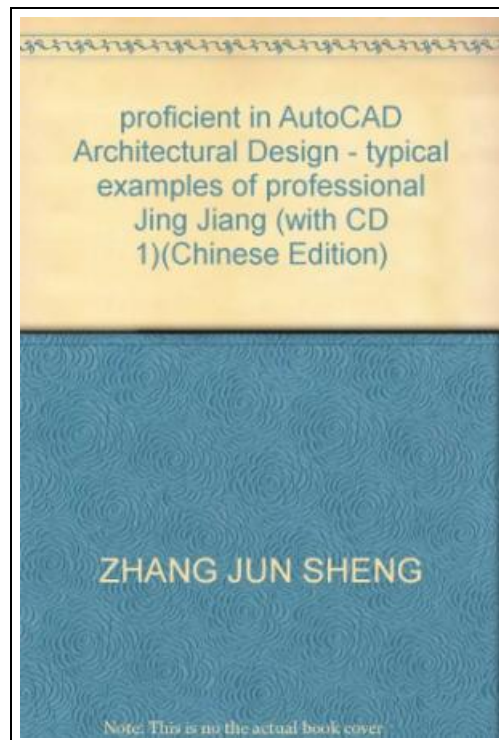 proficient in AutoCAD
Architectural Design - typical
examples of professional
Jing Jiang (with CD
1)(Chinese Edition)
ZHANG JUN SHENG
Note: This is no the actual book cover